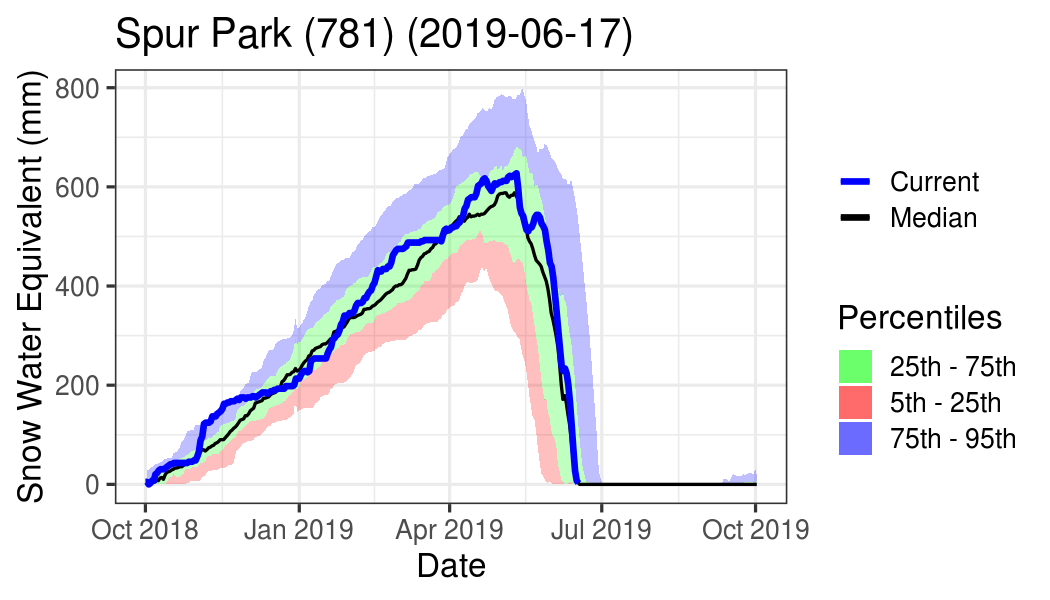 Spur Park (781) (2019-06-17)
Snow Water Equivalent (mm)
800
600
400
200
0
Oct 2018
Jan 2019
Apr 2019
Jul 2019
Oct 2019
Date
Current
Median
Percentiles
25th - 75th
5th - 25th
75th - 95th